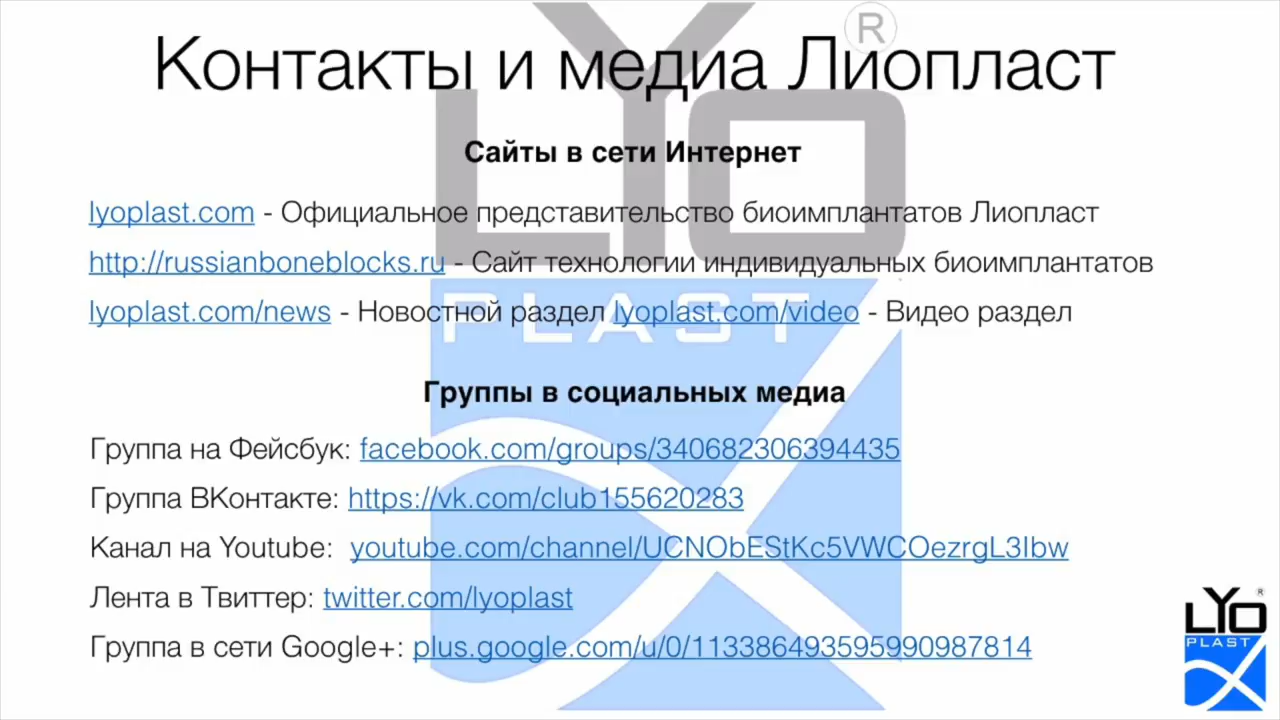 Контакты и медиа Лиопласт
Сайты в сети Интернет
lyoplast.com - Официальное представительство биоимплантатов Лиопласт
http://russianboneblocks.ru - Сайт технологии индивидуальных биоимплантатов
lyoplast.com/news - Новостной раздел lyoplast.com/video - Видео раздел
Группы в социальных медиа
Группа на Фейсбук: facebook.com/groups/340682306394435
Группа ВКонтакте: https://vk.com/club155620283
Канал на Youtube: youtube.com/channel/UCNObEStKc5VWCOezrgL3Ibw
Лента в Твиттер: twitter.com/lyoplast
Группа в сети Google+: plus.google.com/u/0/113386493595990987814
LYO ®
PLAST
LYO ®
PLAST